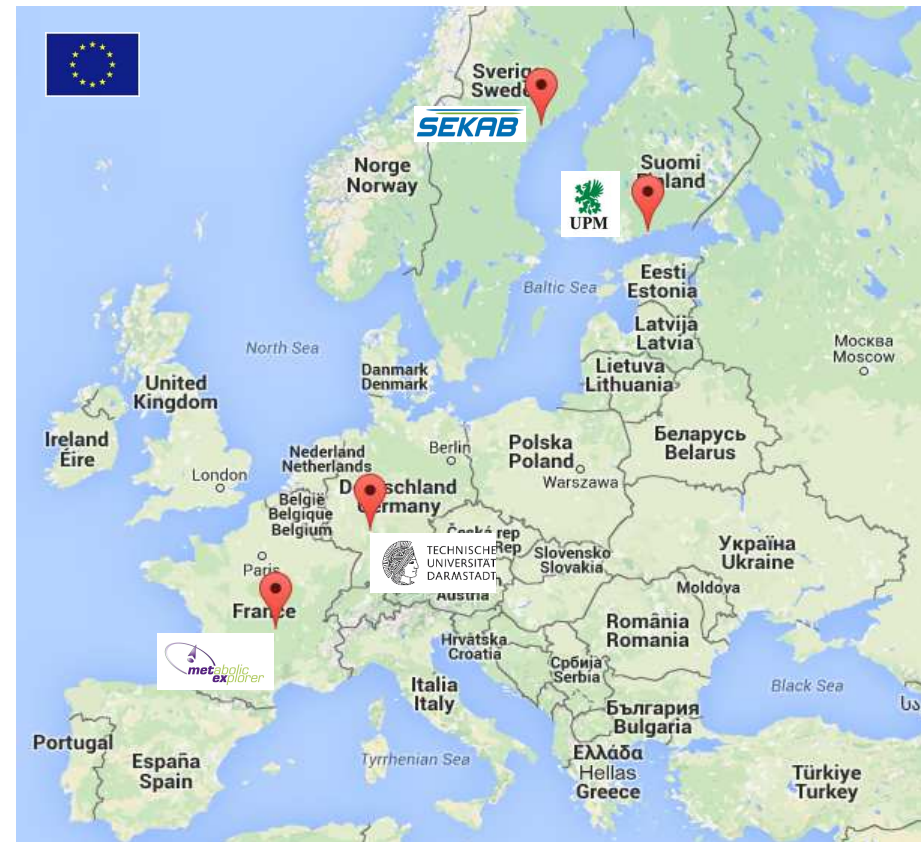 Sverige
Sweden
SEKAB
Norge
Norway
Suomi
Finland
UPM
Eesti
Estonia
Baltic Sea
Latvija
Latvia
Москва
Moscow
North Sea
Danmark
Denmark
Lietuva
Lithuania
United
Kingdom
Ireland
Éire
Nederland
Netherlands
Berlin
Polska
Poland
Warszawa
Беларусь
Belarus
London
België
Belgique
Belgium
Deutschland
Germany
Česká rep
Rep
TECHNISCHE
UNIVERSITÄT
DARMSTADT
Slovensko
Slovakia
Україна
Ukraine
Paris
Austria
Moldova
France
România
Romania
metabolic
explorer
Hrvatska
Croatia
Србија
Serbia
Italia
Italy
Black Sea
България
Bulgaria
Portugal
España
Spain
Tyrrhenian Sea
Ελλάδα
Hellas
Greece
Türkiye
Turkey